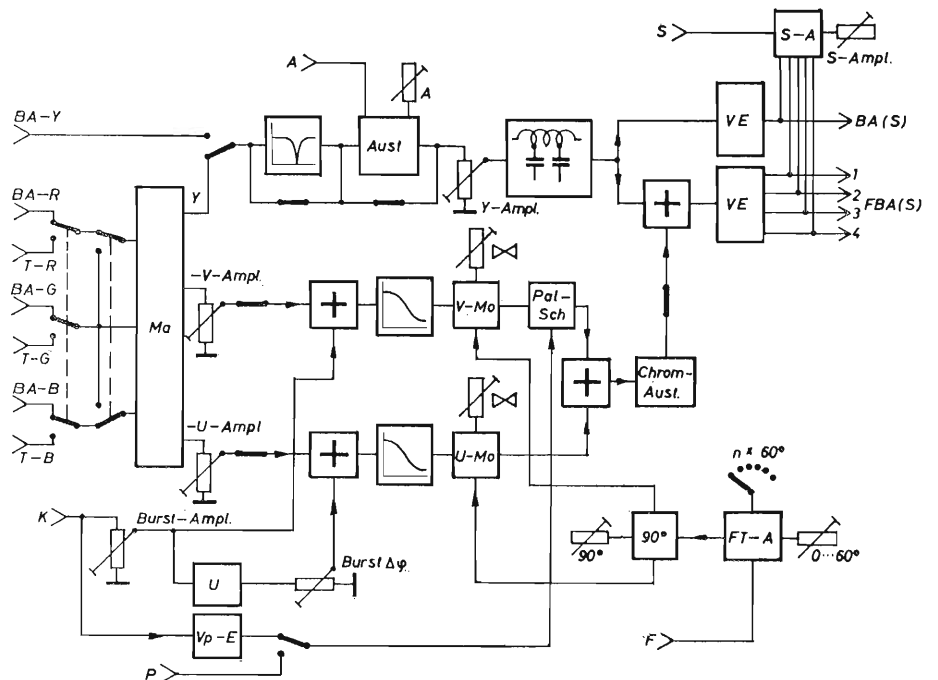 S
S-A
S-Ampl.
A
A
BA-Y
Aust
VE
BA(S)
BA-R
Y
Y-Ampl.
VE
1
2
3
4
FBA(S)
T-R
BA-G
-V-Ampl.
Ma
V-Mo
Pal-
Sch
T-G
BA-B
Chrom-
Aust.
-U-Ampl
T-B
U-Mo
n x 60°
K
Burst-Ampl.
90°
90°
FT-A
0...60°
Burst Δφ
U
Vp-E
F
P